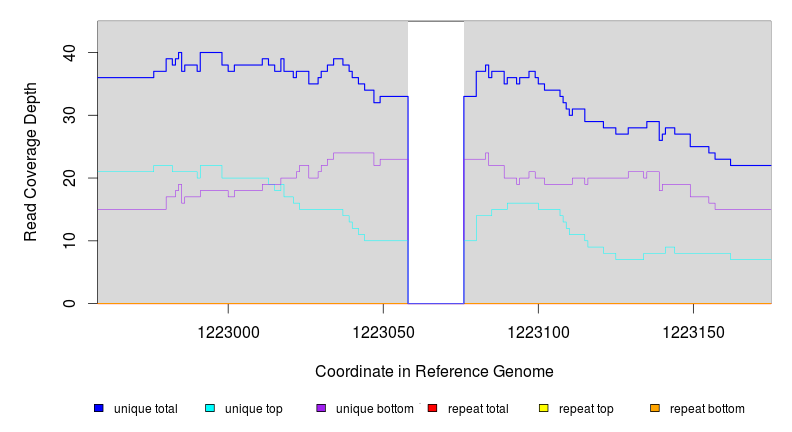 Read Coverage Depth
40
30
20
10
0
1223000 1223050 1223100 1223150
Coordinate in Reference Genome
unique total unique top unique bottom repeat total repeat top repeat bottom